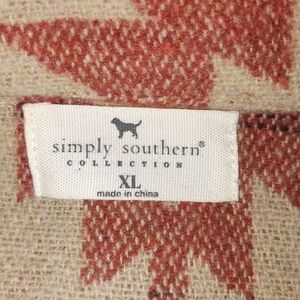 simply southern®
COLLECTION
XL
made in china